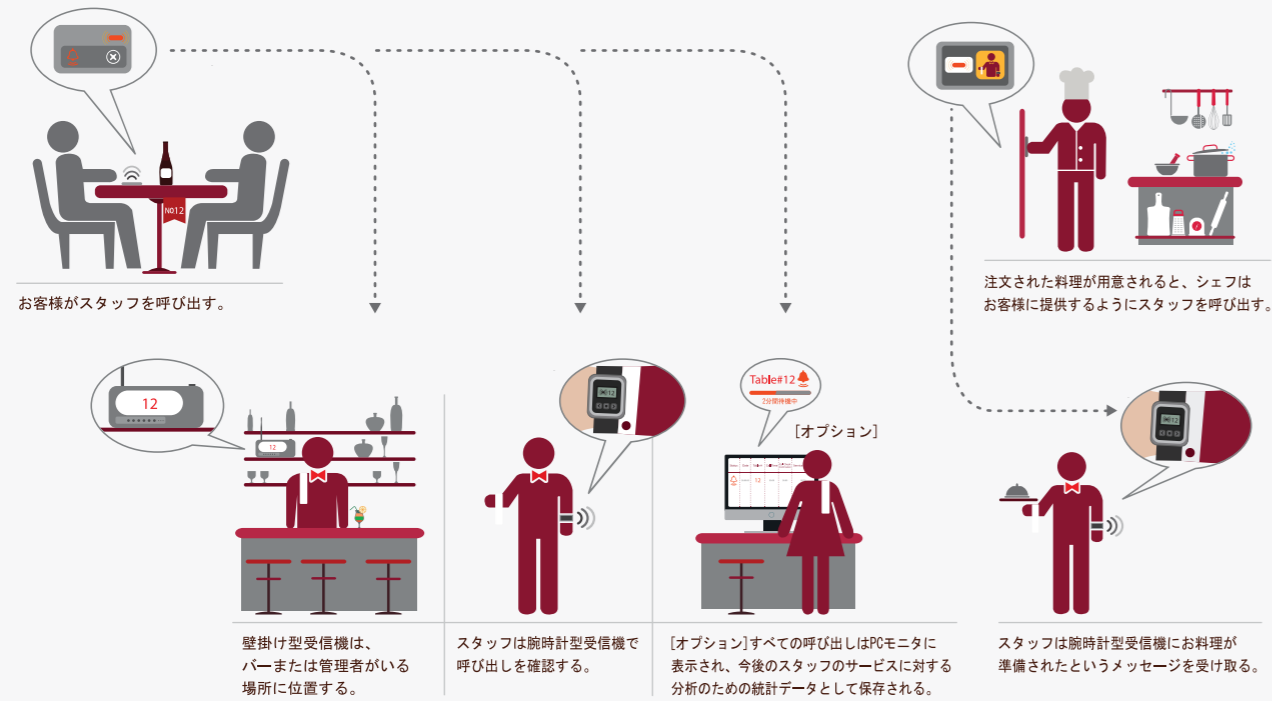 NO12
お客様がスタッフを呼び出す。
注文された料理が用意されると、シェフは
お客様に提供するようにスタッフを呼び出す。
12
12
12
Table#12
2分間待機中
[オプション]
12
12
壁掛け型受信機は、
バーまたは管理者がいる
場所に位置する。
スタッフは腕時計型受信機で
呼び出しを確認する。
[オプション]すべての呼び出しはPCモニタに
表示され、今後のスタッフのサービスに対する
分析のための統計データとして保存される。
スタッフは腕時計型受信機にお料理が
準備されたというメッセージを受け取る。